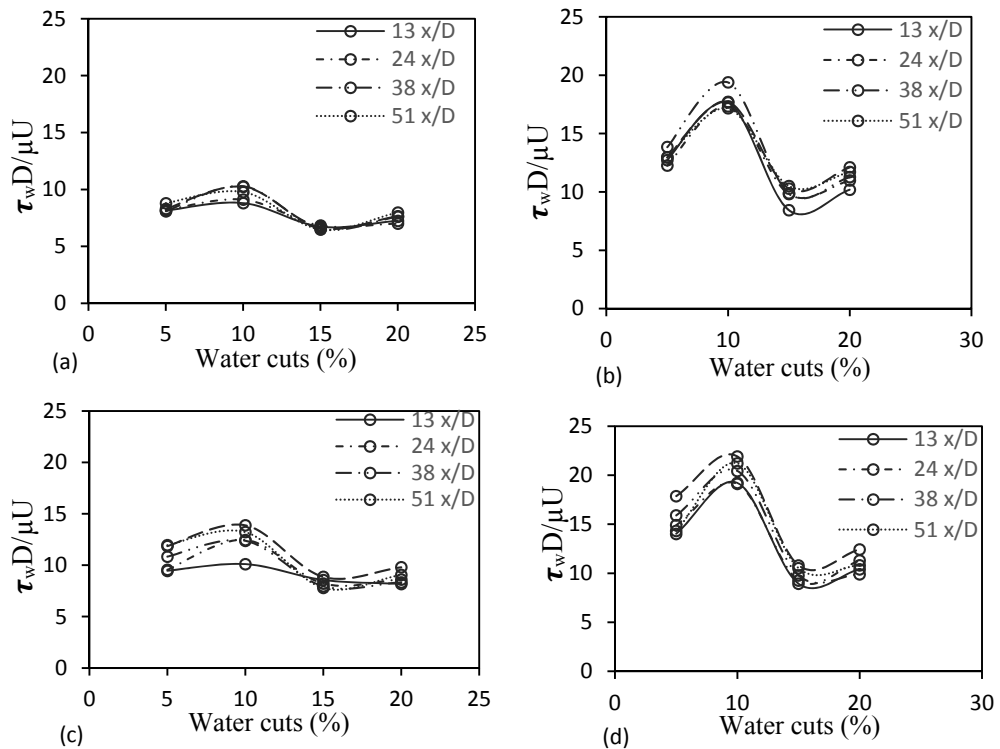 25
20
15
10
5
0
0 5 10 15 20 25
𝝉wD/μU
Water cuts (%)
(a)
13 x/D
24 x/D
38 x/D
51 x/D
25
20
15
10
5
0
0 10 20 30
𝝉wD/μU
Water cuts (%)
(b)
13 x/D
24 x/D
38 x/D
51 x/D
25
20
15
10
5
0
0 5 10 15 20 25
𝝉wD/μU
Water cuts (%)
(c)
13 x/D
24 x/D
38 x/D
51 x/D
25
20
15
10
5
0
0 10 20 30
𝝉wD/μU
Water cuts (%)
(d)
13 x/D
24 x/D
38 x/D
51 x/D